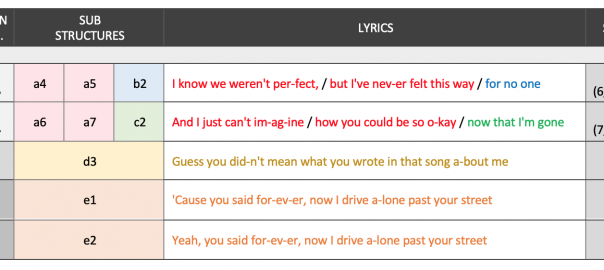 N
.
SUB
STRUCTURES
LYRICS
S
a4 a5 b2 I know we weren't per-fect, / but I've nev-er felt this way / for no one (6
a6 a7 c2 And I just can't im-ag-ine / how you could be so o-kay / now that I'm gone (7
d3 Guess you did-n't mean what you wrote in that song a-bout me
e1 'Cause you said for-ev-er, now I drive a-lone past your street
e2 Yeah, you said for-ev-er, now I drive a-lone past your street